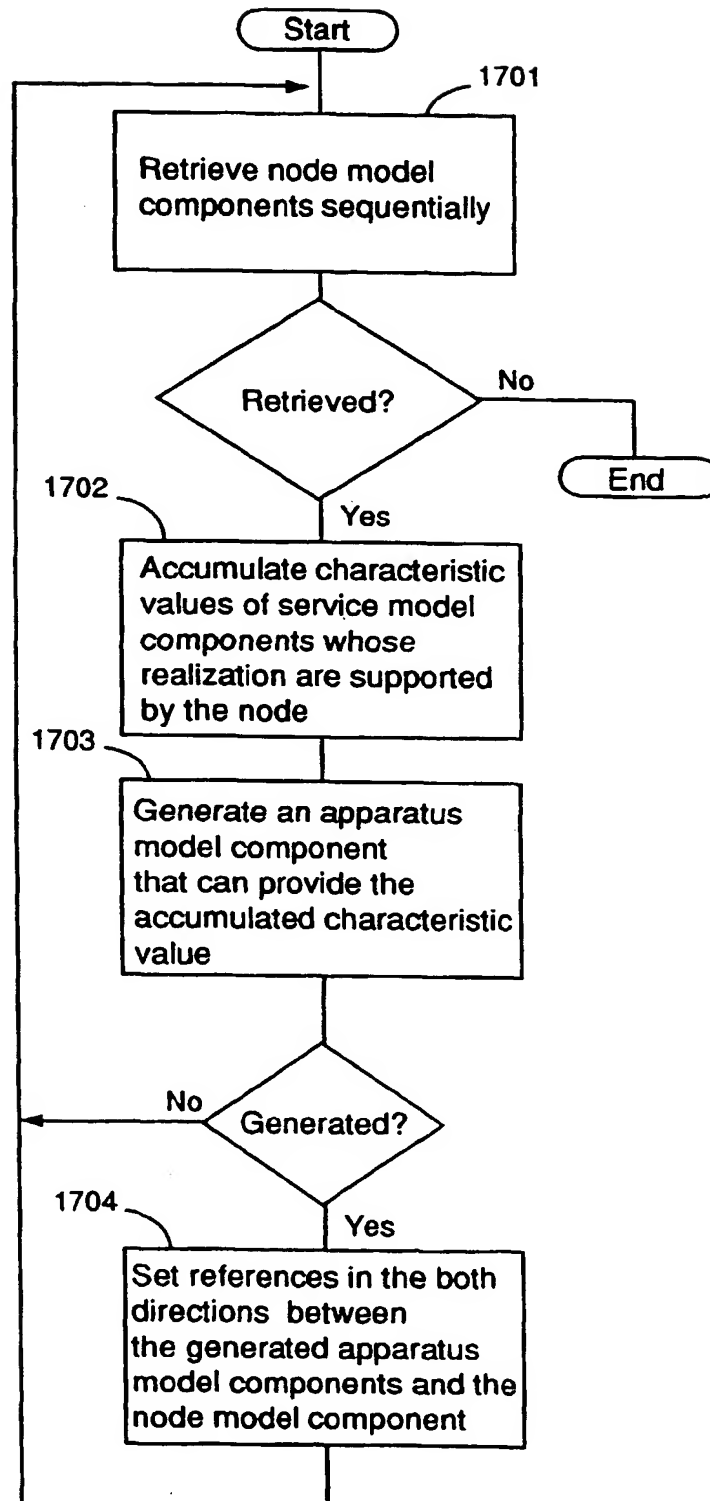 Start
1701
Retrieve node model
components sequentially
Retrieved?
No
End
1702
Yes
Accumulate characteristic
values of service model
components whose
realization are supported
by the node
1703
Generate an apparatus
model component
that can provide the
accumulated characteristic
value
No
Generated?
1704
Yes
Set references in the both
directions between
the generated apparatus
model components and the
node model component